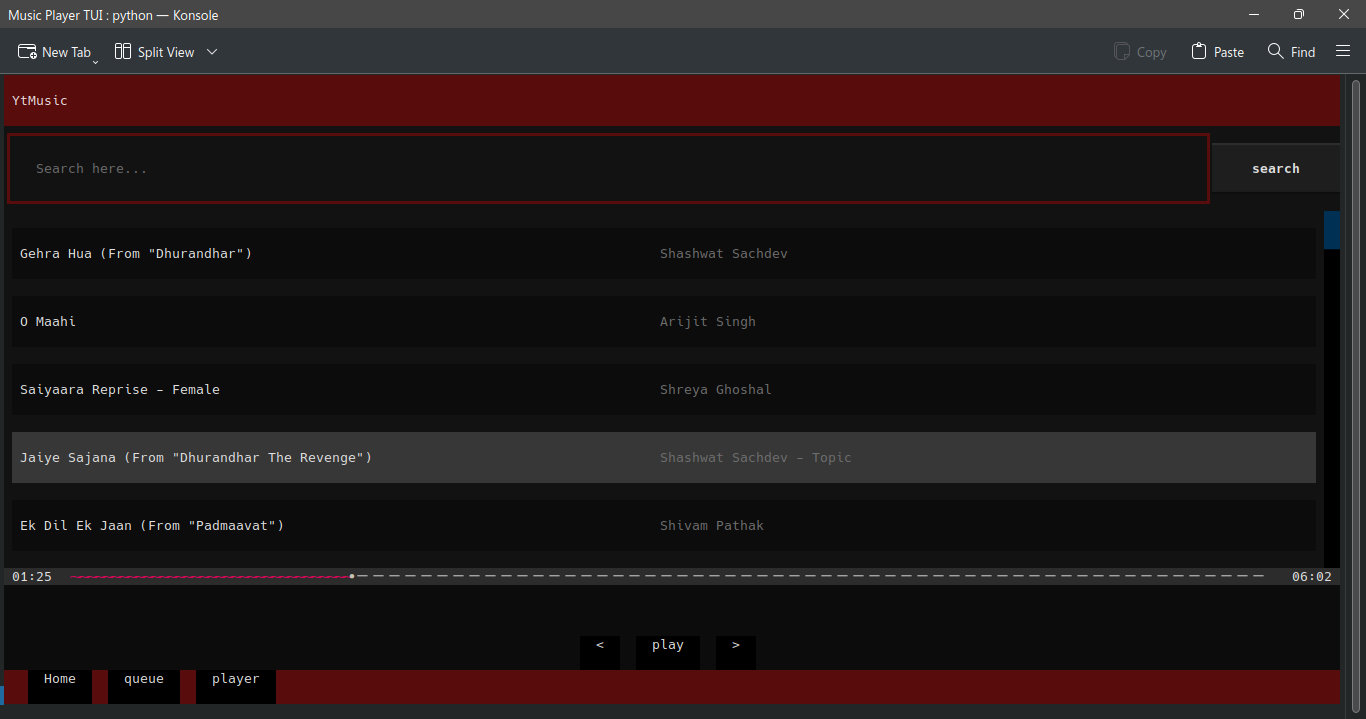 Music Player TUI : python — Konsole
New Tab Split View Copy Paste Find
YtMusic
Search here... search
Gehra Hua (From "Dhurandhar") Shashwat Sachdev
O Maahi Arijit Singh
Saiyaara Reprise – Female Shreya Ghoshal
Jaiye Sajana (From "Dhurandhar The Revenge") Shashwat Sachdev – Topic
Ek Dil Ek Jaan (From "Padmaavat") Shivam Pathak
01:25 06:02
< play >
Home queue player